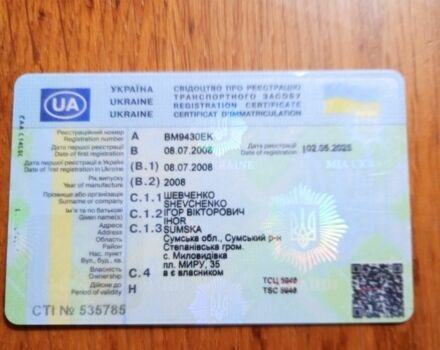 УКРАЇНА
UKRAINE
UKRAINE
СВІДОЦТВО ПРО РЕЄСТРАЦІЮ
ТРАНСПОРТНОГО ЗАСОБУ
REGISTRATION CERTIFICATE
CERTIFICAT D'IMMATRICULATION
UA
Реєстраційний номер
Registration number
A BM9430EK
Дата першої реєстрації
Date of first registration
B 08.07.2008
Дата реєстрації
02.05.2025
Дата першої реєстрації в Україні
Date of first registration in Ukraine
(B.1) 08.07.2008
Рік випуску
Year of manufacture
(B.2) 2008
Прізвище або організація
Surname or company
C.1.1 ШЕВЧЕНКО
SHEVCHENKO
Ім'я та по батькові
Given name(s)
C.1.2 ІГОР ВІКТОРОВИЧ
IHOR
Адреса
Address
C.1.3 SUMSKA
Область
Район
Нас. пункт
Вул., буд., кв.
Сумська обл., Сумський р-н
Степанівська гром.
с. Миловидівка
пл. МИРУ, 35
Власність
Ownership
C.4 а є власником
Дійсне до
Period of validity
H
ТСЦ 5948
TSC 5948
СТІ № 535785